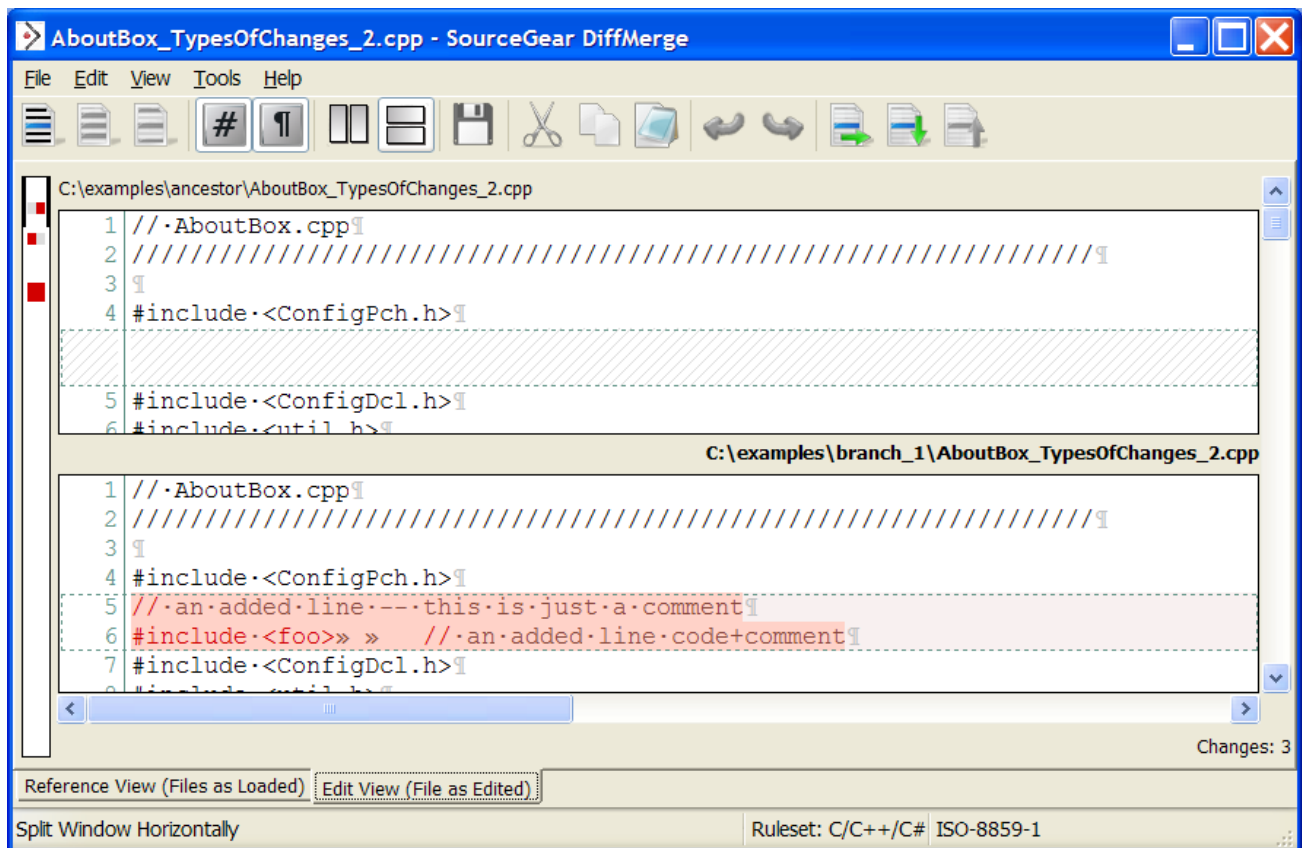 AboutBox_TypesOfChanges_2.cpp - SourceGear DiffMerge
File Edit View Tools Help
# ¶
C:\examples\ancestor\AboutBox_TypesOfChanges_2.cpp
1 //·AboutBox.cpp¶
2 //////////////////////////////////////////////////////////////////¶
3 ¶
4 #include·<ConfigPch.h>¶
5 #include·<ConfigDcl.h>¶
6 #include·<util.h>¶
C:\examples\branch_1\AboutBox_TypesOfChanges_2.cpp
1 //·AboutBox.cpp¶
2 //////////////////////////////////////////////////////////////////¶
3 ¶
4 #include·<ConfigPch.h>¶
5 //·an·added·line·--·this·is·just·a·comment¶
6 #include·<foo>» »   //·an·added·line·code+comment¶
7 #include·<ConfigDcl.h>¶
Changes: 3
Reference View (Files as Loaded) Edit View (File as Edited)
Split Window Horizontally Ruleset: C/C++/C# ISO-8859-1